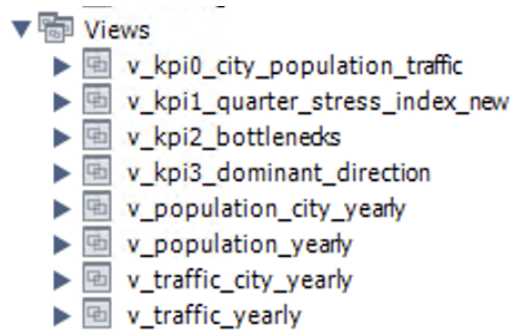 Views
v_kpi0_city_population_traffic
v_kpi1_quarter_stress_index_new
v_kpi2_bottlenecks
v_kpi3_dominant_direction
v_population_city_yearly
v_population_yearly
v_traffic_city_yearly
v_traffic_yearly